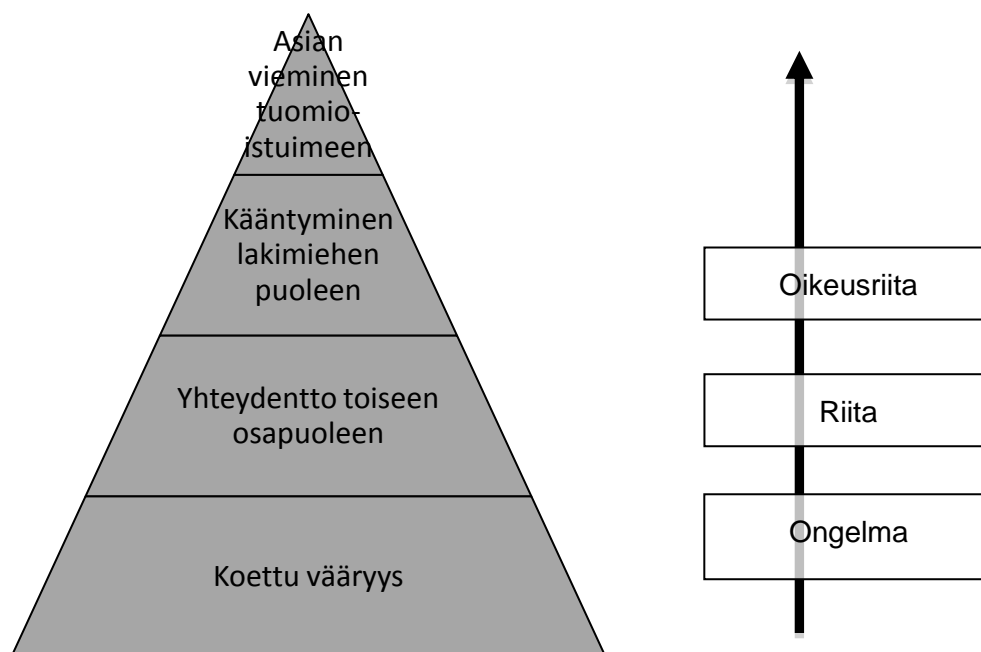 Asian
vieminen
tuomio-
istuimeen
Kääntyminen
lakimiehen
puoleen
Yhteydentto toiseen
osapuoleen
Koettu vääryys
Oikeusriita
Riita
Ongelma